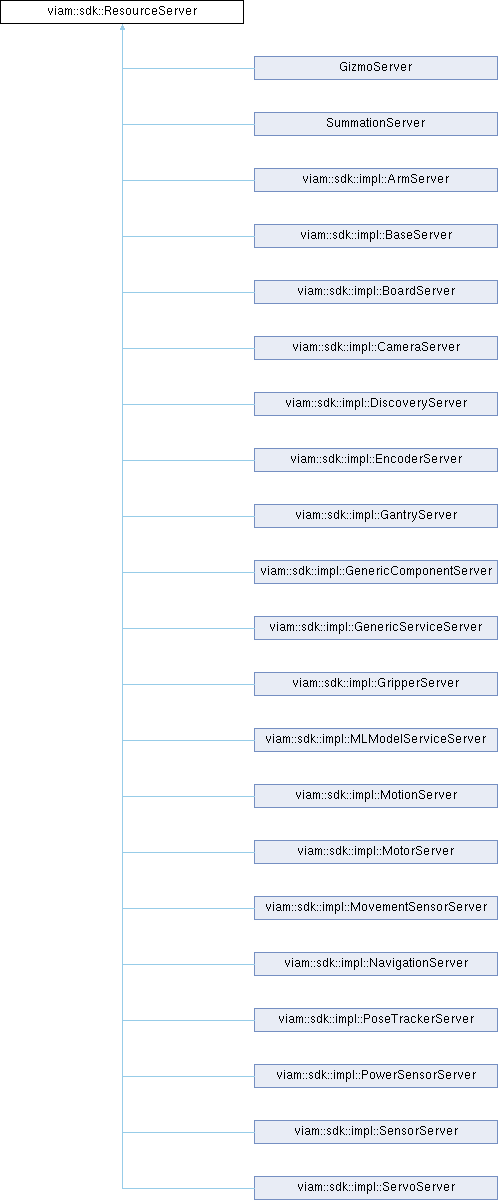 viam::sdk::ResourceServer
GizmoServer
SummationServer
viam::sdk::impl::ArmServer
viam::sdk::impl::BaseServer
viam::sdk::impl::BoardServer
viam::sdk::impl::CameraServer
viam::sdk::impl::DiscoveryServer
viam::sdk::impl::EncoderServer
viam::sdk::impl::GantryServer
viam::sdk::impl::GenericComponentServer
viam::sdk::impl::GenericServiceServer
viam::sdk::impl::GripperServer
viam::sdk::impl::MLModelServiceServer
viam::sdk::impl::MotionServer
viam::sdk::impl::MotorServer
viam::sdk::impl::MovementSensorServer
viam::sdk::impl::NavigationServer
viam::sdk::impl::PoseTrackerServer
viam::sdk::impl::PowerSensorServer
viam::sdk::impl::SensorServer
viam::sdk::impl::ServoServer